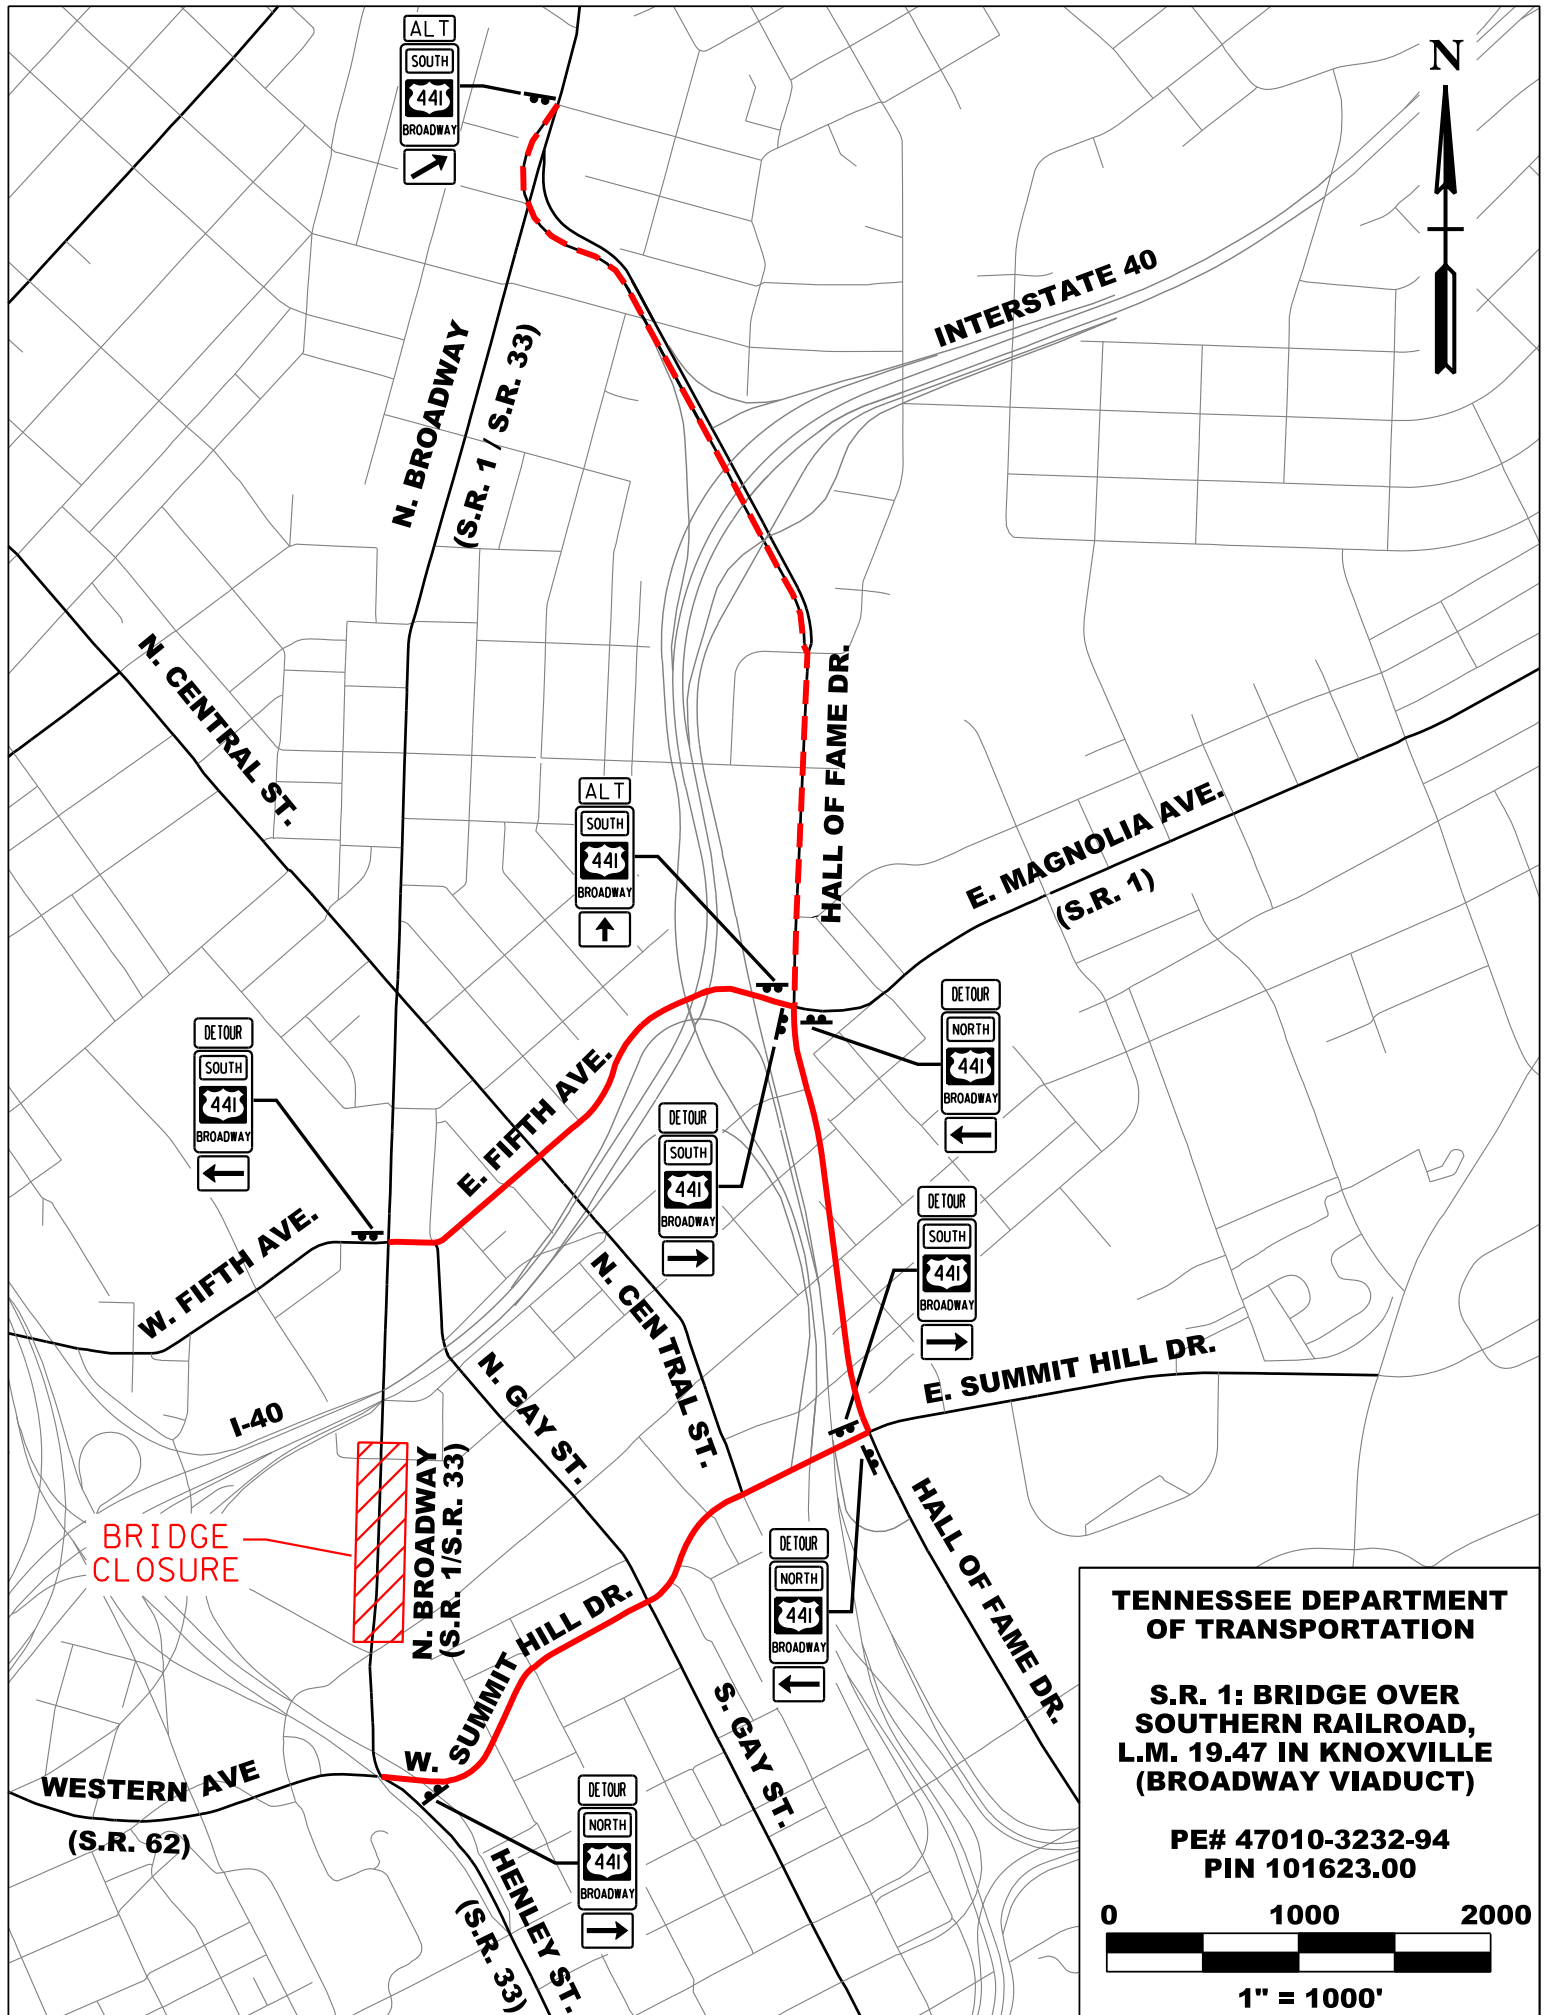 ALT
SOUTH
441
BROADWAY
N
INTERSTATE 40
N. BROADWAY
(S.R. 1 / S.R. 33)
N. CENTRAL ST.
HALL OF FAME DR.
ALT
SOUTH
441
BROADWAY
E. MAGNOLIA AVE.
(S.R. 1)
DETOUR
NORTH
441
BROADWAY
DETOUR
SOUTH
441
BROADWAY
E. FIFTH AVE.
DETOUR
SOUTH
441
BROADWAY
DETOUR
SOUTH
441
BROADWAY
W. FIFTH AVE.
N. CENTRAL ST.
E. SUMMIT HILL DR.
N. GAY ST.
I-40
N. BROADWAY
(S.R. 1/S.R. 33)
BRIDGE
CLOSURE
HALL OF FAME DR.
DETOUR
NORTH
441
BROADWAY
W. SUMMIT HILL DR.
S. GAY ST.
WESTERN AVE
(S.R. 62)
DETOUR
NORTH
441
BROADWAY
HENLEY ST.
(S.R. 33)
TENNESSEE DEPARTMENT
OF TRANSPORTATION
S.R. 1: BRIDGE OVER
SOUTHERN RAILROAD,
L.M. 19.47 IN KNOXVILLE
(BROADWAY VIADUCT)
PE# 47010-3232-94
PIN 101623.00
0 1000 2000
1" = 1000'